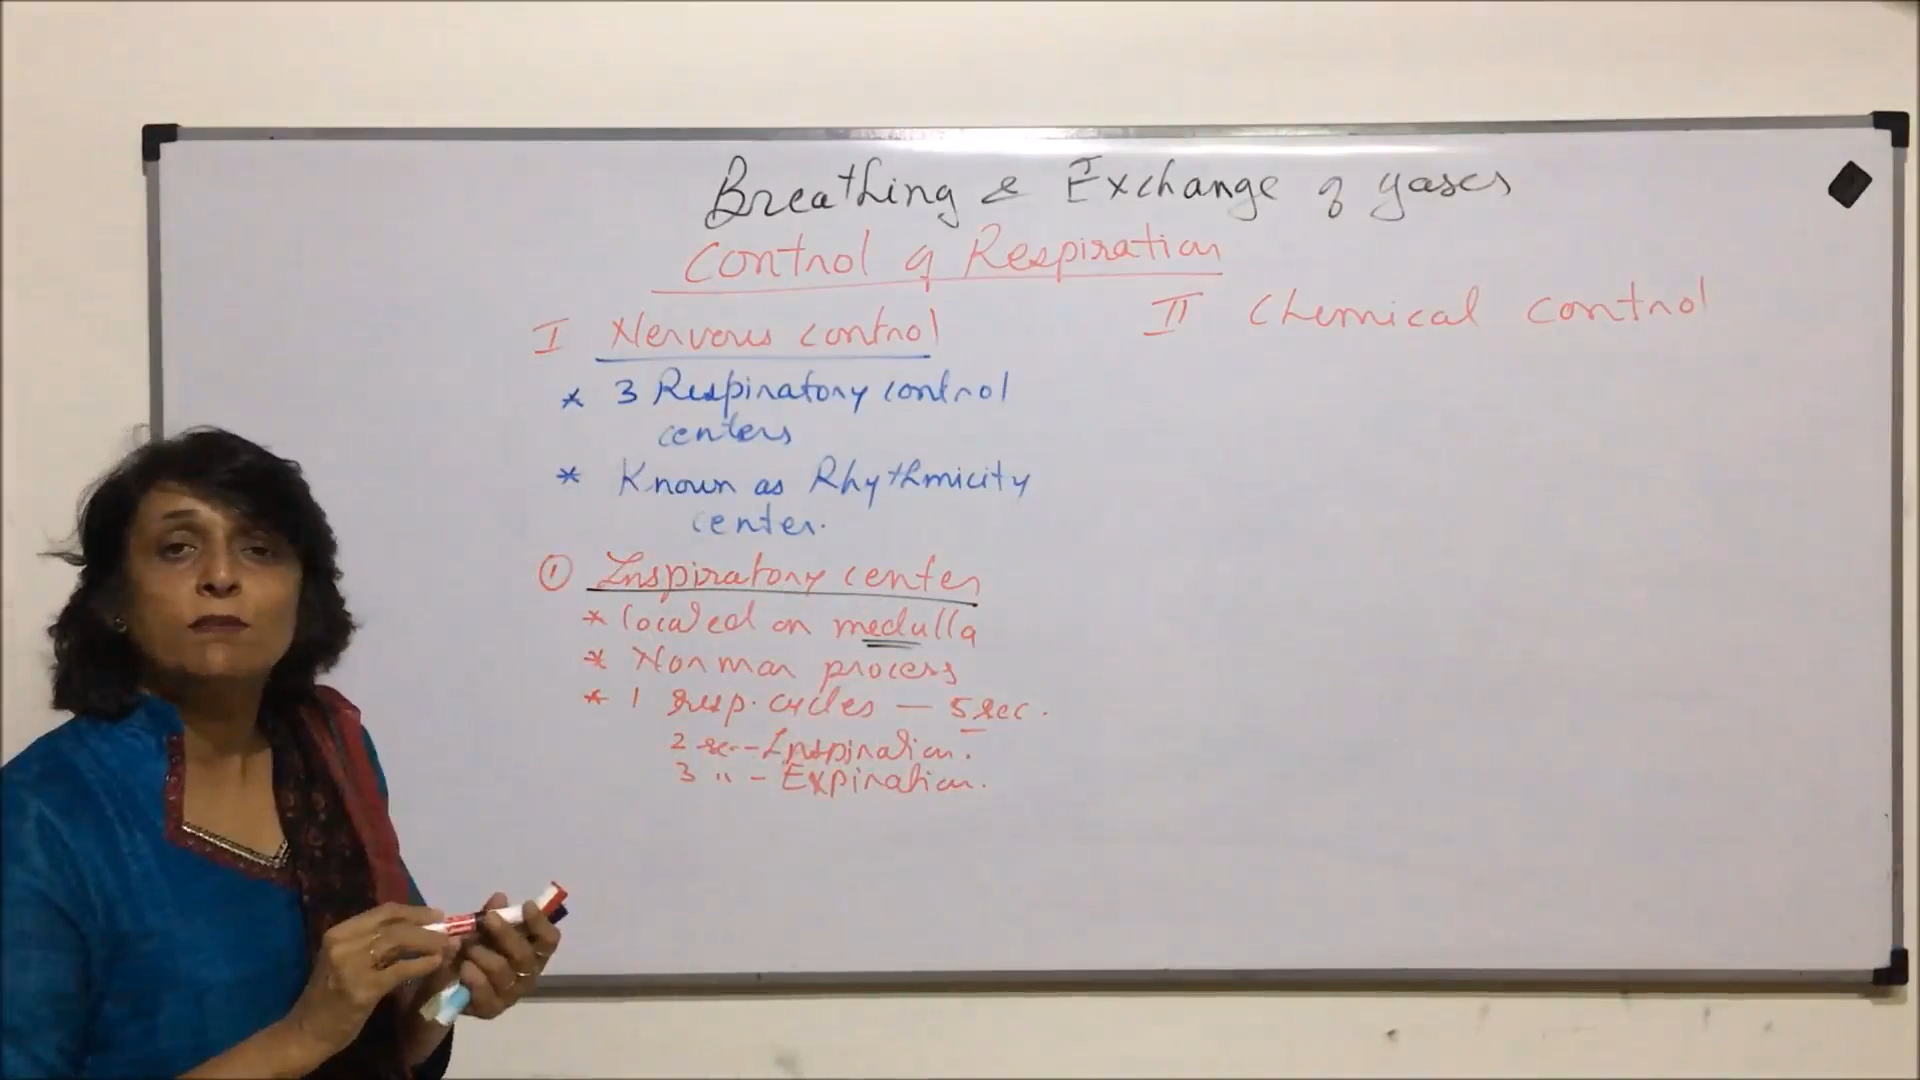 Breathing & Exchange of gases
Control of Respiration
I Nervous control
* 3 Respiratory control
centers
* Known as Rhythmicity
center.
① Inspiratory center
* located on medulla
* Normal process
* 1 resp. cycles — 5 sec.
2 sec - Inspiration.
3 " - Expiration.
II Chemical control